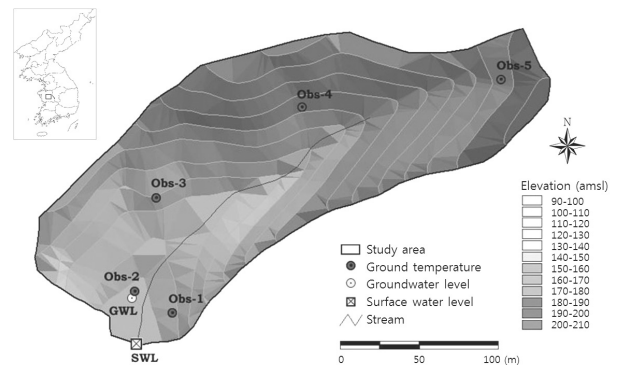 Obs-5
Obs-4
N
Obs-3
Elevation (amsl)
90-100
100-110
110-120
120-130
130-140
140-150
150-160
160-170
170-180
180-190
190-200
200-210
Study area
Ground temperature
Groundwater level
Surface water level
Stream
Obs-2
GWL
Obs-1
SWL
0 50 100 (m)